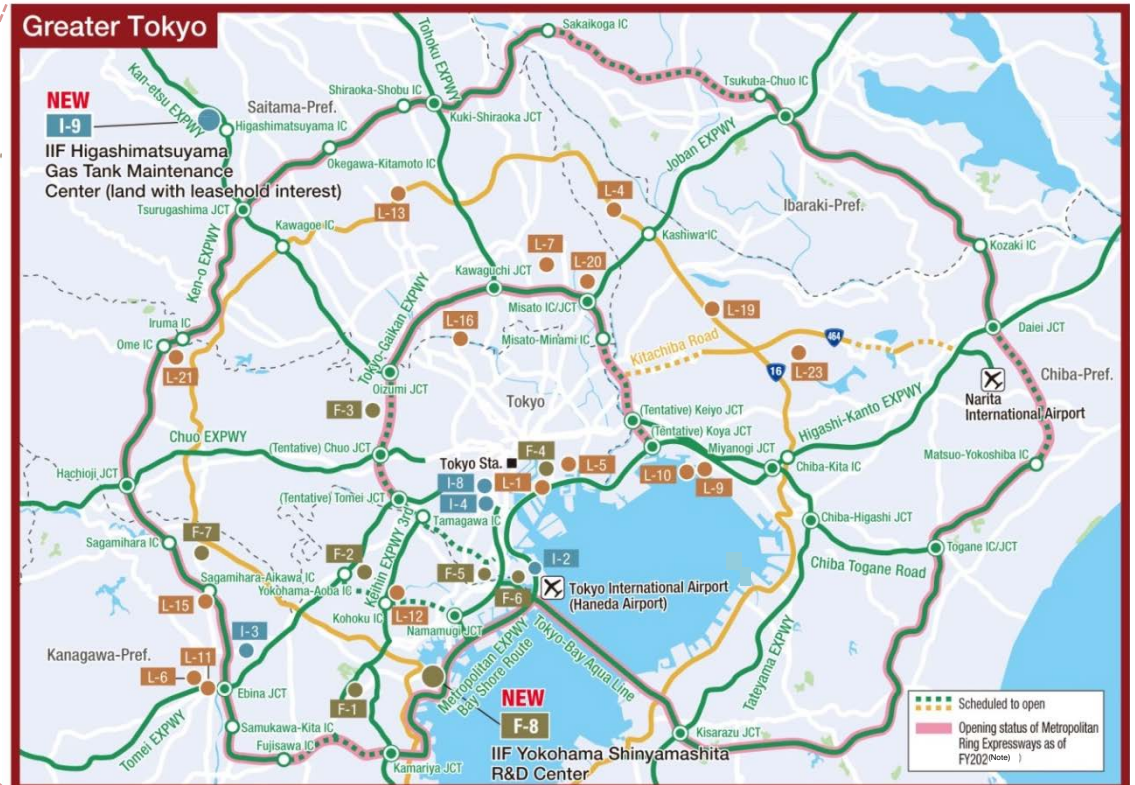 Greater Tokyo
Sakaikoga IC
Tohoku EXPWY
Kan-etsu EXPWY
Tsukuba-Chuo IC
NEW
I-9
Saitama-Pref.
Shiraoka-Shobu IC
Higashimatsuyama IC
Kuki-Shiraoka JCT
Joban EXPWY
IIF Higashimatsuyama
Gas Tank Maintenance
Center (land with leasehold interest)
Okegawa-Kitamoto IC
L-13
L-4
Ibaraki-Pref.
Tsurugashima JCT
Kawagoe IC
Kashiwa IC
Kozaki IC
Ken-o EXPWY
L-7
L-20
Kawaguchi JCT
Misato IC/JCT
L-19
Iruma IC
Ome IC
Tokyo-Gaikan EXPWY
L-16
Misato-Minami IC
Kitachiba Road
464
Daiei JCT
L-21
Oizumi JCT
16
L-23
Narita
International Airport
Chiba-Pref.
F-3
Tokyo
Higashi-Kanto EXPWY
Chuo EXPWY
(Tentative) Chuo JCT
(Tentative) Keiyo JCT
(Tentative) Koya JCT
Miyanogi JCT
Tokyo Sta.
F-4
L-5
Hachioji JCT
I-8
L-1
L-10
L-9
Chiba-Kita IC
Matsuo-Yokoshiba IC
(Tentative) Tomei JCT
I-4
Tamagawa IC
Chiba-Higashi JCT
Sagamihara IC
F-7
Keihin EXPWY 3rd
F-2
F-5
I-2
Togane IC/JCT
Sagamihara-Aikawa IC
Yokohama-Aoba IC
F-6
Tokyo International Airport
(Haneda Airport)
Chiba Togane Road
L-15
Kohoku IC
L-12
Namamugi JCT
I-3
Kanagawa-Pref.
L-11
L-6
Ebina JCT
Metropolitan EXPWY
Bay Shore Route
Tokyo-Bay Aqua Line
Tateyama EXPWY
F-1
NEW
F-8
Samukawa-Kita IC
Tomei EXPWY
Fujisawa IC
Kamariya JCT
IIF Yokohama Shinyamashita
R&D Center
Kisarazu JCT
Scheduled to open
Opening status of Metropolitan
Ring Expressways as of
FY202(Note) )